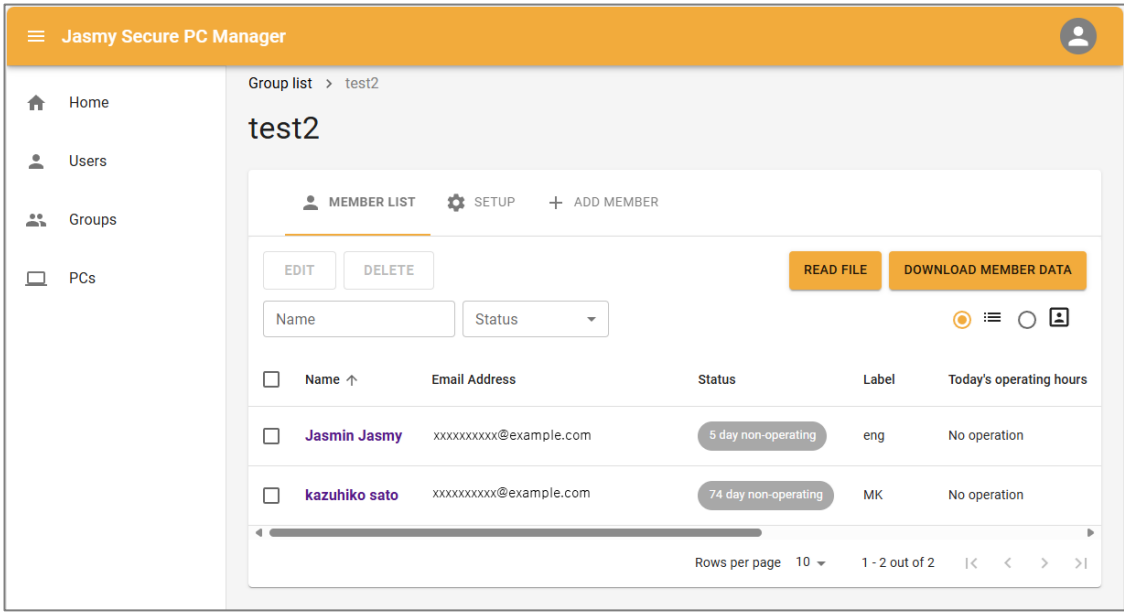 Jasmy Secure PC Manager
Home
Users
Groups
PCs
Group list > test2
test2
MEMBER LIST SETUP + ADD MEMBER
EDIT DELETE READ FILE DOWNLOAD MEMBER DATA
Name Status
Name ↑ Email Address Status Label Today's operating hours
Jasmin Jasmy xxxxxxxxxx@example.com 5 day non-operating eng No operation
kazuhiko sato xxxxxxxxxx@example.com 74 day non-operating MK No operation
Rows per page 10 1 - 2 out of 2